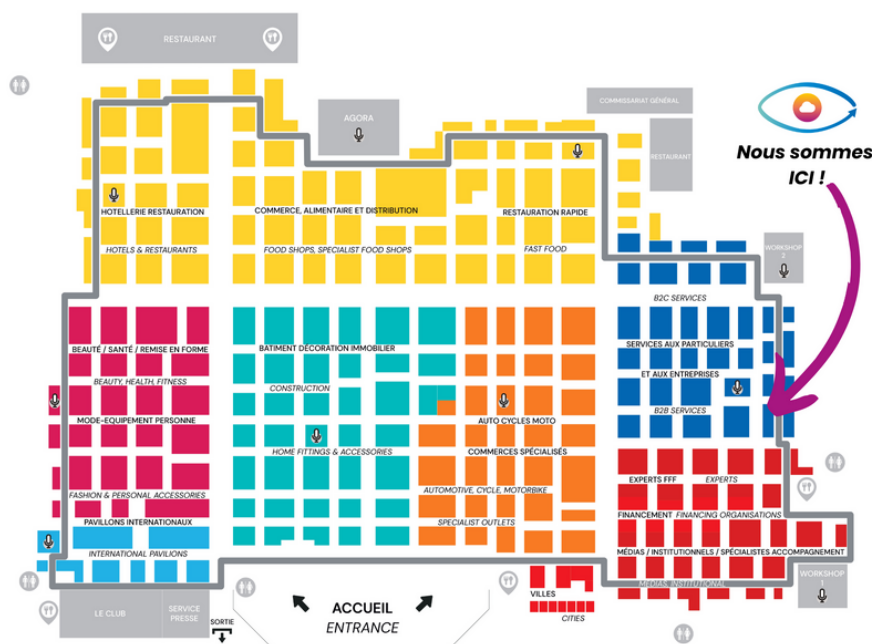 RESTAURANT
COMMISSARIAT GÉNÉRAL
AGORA
RESTAURANT
Nous sommes
ICI !
HOTELLERIE RESTAURATION
COMMERCE, ALIMENTAIRE ET DISTRIBUTION
RESTAURATION RAPIDE
HOTELS & RESTAURANTS
FOOD SHOPS, SPECIALIST FOOD SHOPS
FAST FOOD
WORKSHOP
2
B2C SERVICES
BEAUTÉ / SANTÉ / REMISE EN FORME
BATIMENT DÉCORATION IMMOBILIER
SERVICES AUX PARTICULIERS
BEAUTY, HEALTH, FITNESS
CONSTRUCTION
ET AUX ENTREPRISES
B2B SERVICES
MODE-EQUIPEMENT PERSONNE
AUTO CYCLES MOTO
HOME FITTINGS & ACCESSORIES
COMMERCES SPÉCIALISÉS
EXPERTS FFF
EXPERTS
FASHION & PERSONAL ACCESSORIES
AUTOMOTIVE, CYCLE, MOTORBIKE
FINANCEMENT FINANCING ORGANISATIONS
PAVILLONS INTERNATIONAUX
SPECIALIST OUTLETS
INTERNATIONAL PAVILIONS
MÉDIAS / INSTITUTIONNELS / SPÉCIALISTES ACCOMPAGNEMENT
MEDIAS, INSTITUTIONAL
WORKSHOP
1
LE CLUB
SERVICE
PRESSE
SORTIE
ACCUEIL
ENTRANCE
VILLES
CITIES